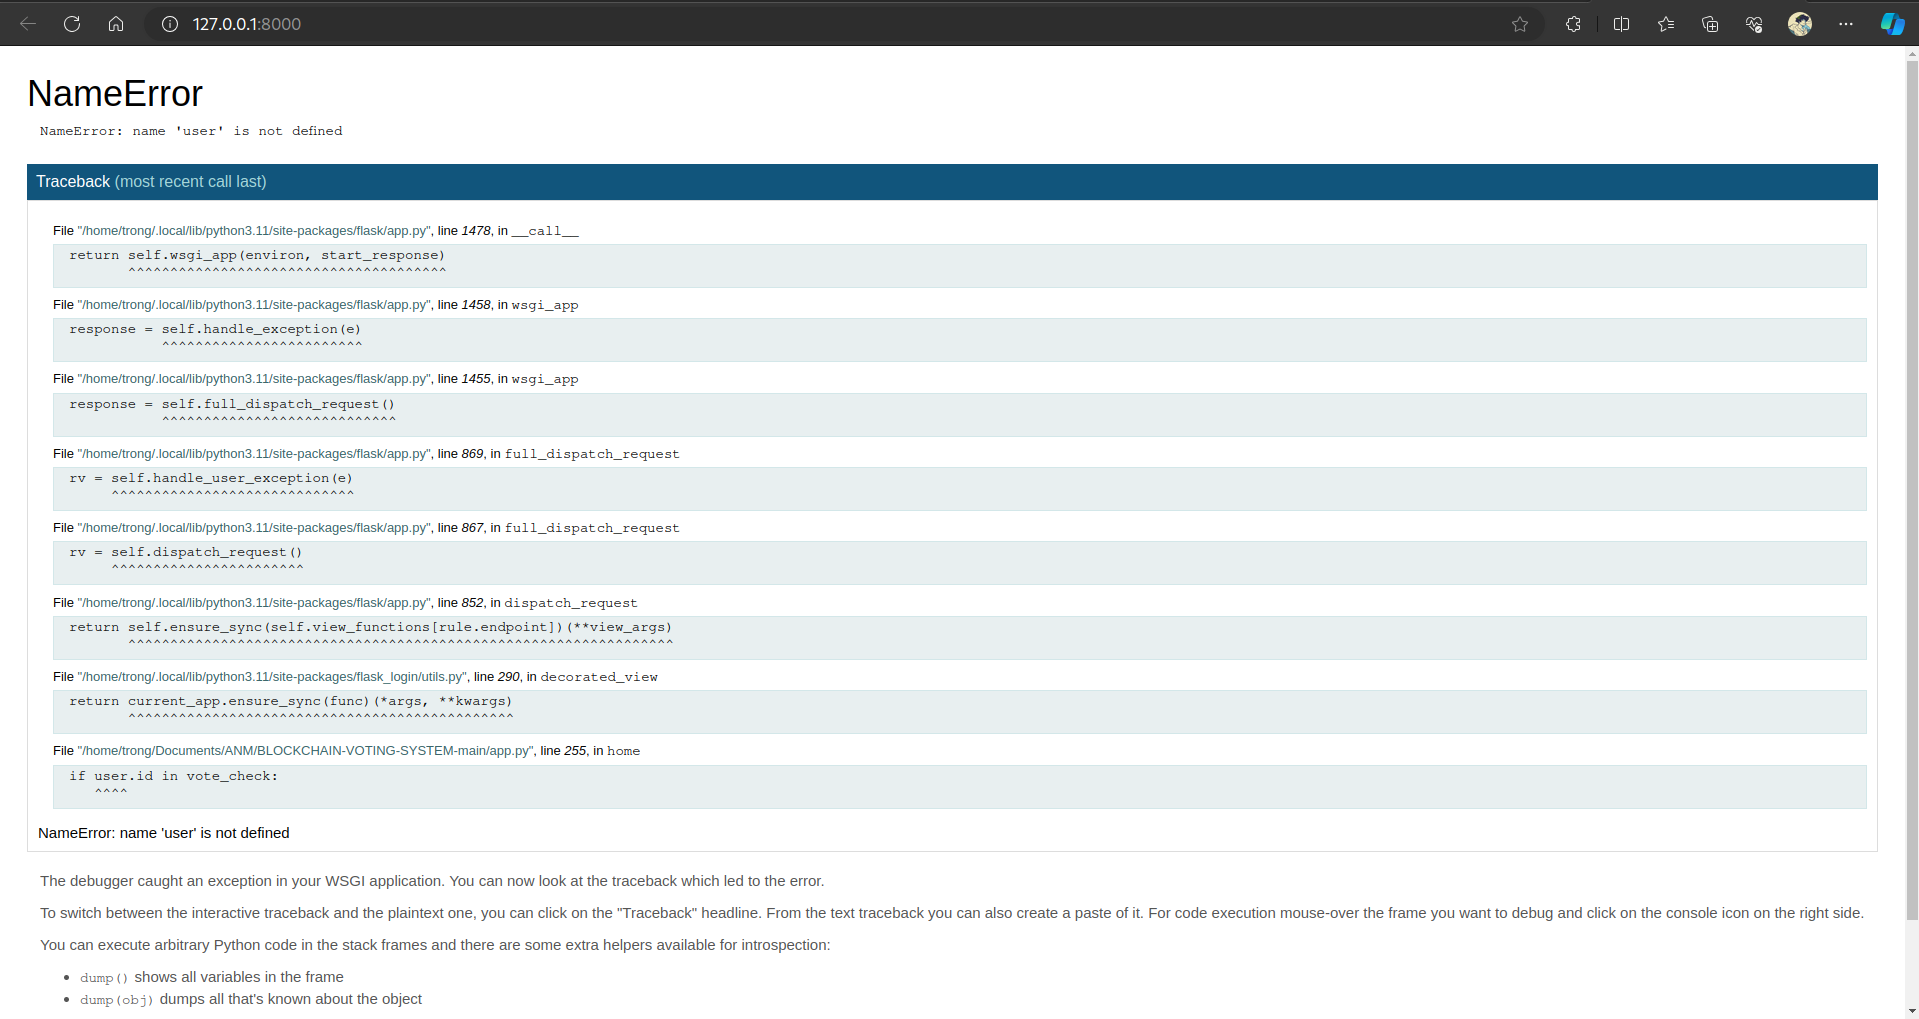 127.0.0.1:8000
NameError
NameError: name 'user' is not defined
Traceback (most recent call last)
File "/home/trong/.local/lib/python3.11/site-packages/flask/app.py", line 1478, in __call__
return self.wsgi_app(environ, start_response)
^^^^^^^^^^^^^^^^^^^^^^^^^^^^^^^^^^^^^^
File "/home/trong/.local/lib/python3.11/site-packages/flask/app.py", line 1458, in wsgi_app
response = self.handle_exception(e)
^^^^^^^^^^^^^^^^^^^^^^^^
File "/home/trong/.local/lib/python3.11/site-packages/flask/app.py", line 1455, in wsgi_app
response = self.full_dispatch_request()
^^^^^^^^^^^^^^^^^^^^^^^^^^^^
File "/home/trong/.local/lib/python3.11/site-packages/flask/app.py", line 869, in full_dispatch_request
rv = self.handle_user_exception(e)
^^^^^^^^^^^^^^^^^^^^^^^^^^^^^
File "/home/trong/.local/lib/python3.11/site-packages/flask/app.py", line 867, in full_dispatch_request
rv = self.dispatch_request()
^^^^^^^^^^^^^^^^^^^^^^^
File "/home/trong/.local/lib/python3.11/site-packages/flask/app.py", line 852, in dispatch_request
return self.ensure_sync(self.view_functions[rule.endpoint])(**view_args)
^^^^^^^^^^^^^^^^^^^^^^^^^^^^^^^^^^^^^^^^^^^^^^^^^^^^^^^^^^^^^^^^^
File "/home/trong/.local/lib/python3.11/site-packages/flask_login/utils.py", line 290, in decorated_view
return current_app.ensure_sync(func)(*args, **kwargs)
^^^^^^^^^^^^^^^^^^^^^^^^^^^^^^^^^^^^^^^^^^^^^^
File "/home/trong/Documents/ANM/BLOCKCHAIN-VOTING-SYSTEM-main/app.py", line 255, in home
if user.id in vote_check:
^^^^
NameError: name 'user' is not defined
The debugger caught an exception in your WSGI application. You can now look at the traceback which led to the error.
To switch between the interactive traceback and the plaintext one, you can click on the "Traceback" headline. From the text traceback you can also create a paste of it. For code execution mouse-over the frame you want to debug and click on the console icon on the right side.
You can execute arbitrary Python code in the stack frames and there are some extra helpers available for introspection:
• dump() shows all variables in the frame
• dump(obj) dumps all that's known about the object